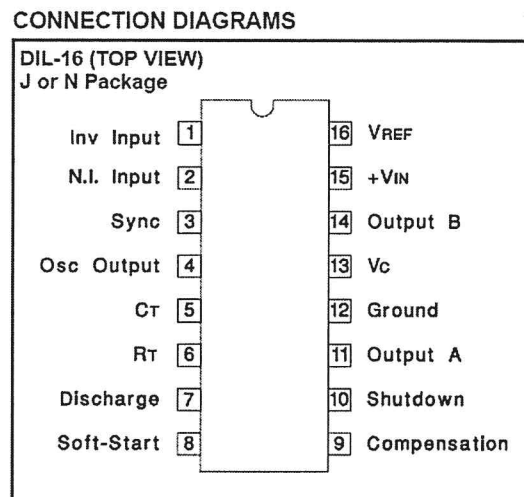 CONNECTION DIAGRAMS
DIL-16 (TOP VIEW)
J or N Package
Inv Input 1 16 VREF
N.I. Input 2 15 +VIN
Sync 3 14 Output B
Osc Output 4 13 VC
CT 5 12 Ground
RT 6 11 Output A
Discharge 7 10 Shutdown
Soft-Start 8 9 Compensation